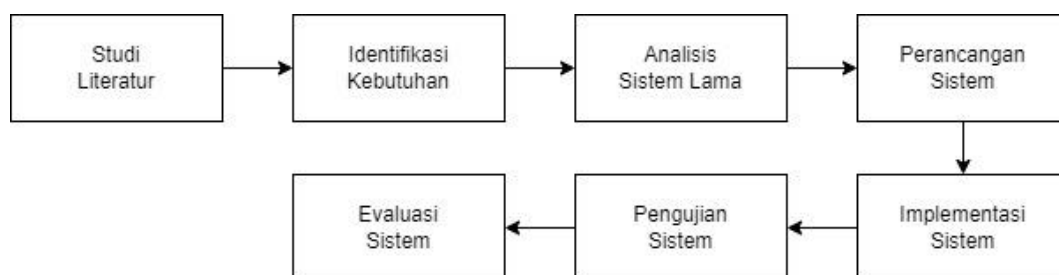 Studi
Literatur
Identifikasi
Kebutuhan
Analisis
Sistem Lama
Perancangan
Sistem
Implementasi
Sistem
Pengujian
Sistem
Evaluasi
Sistem